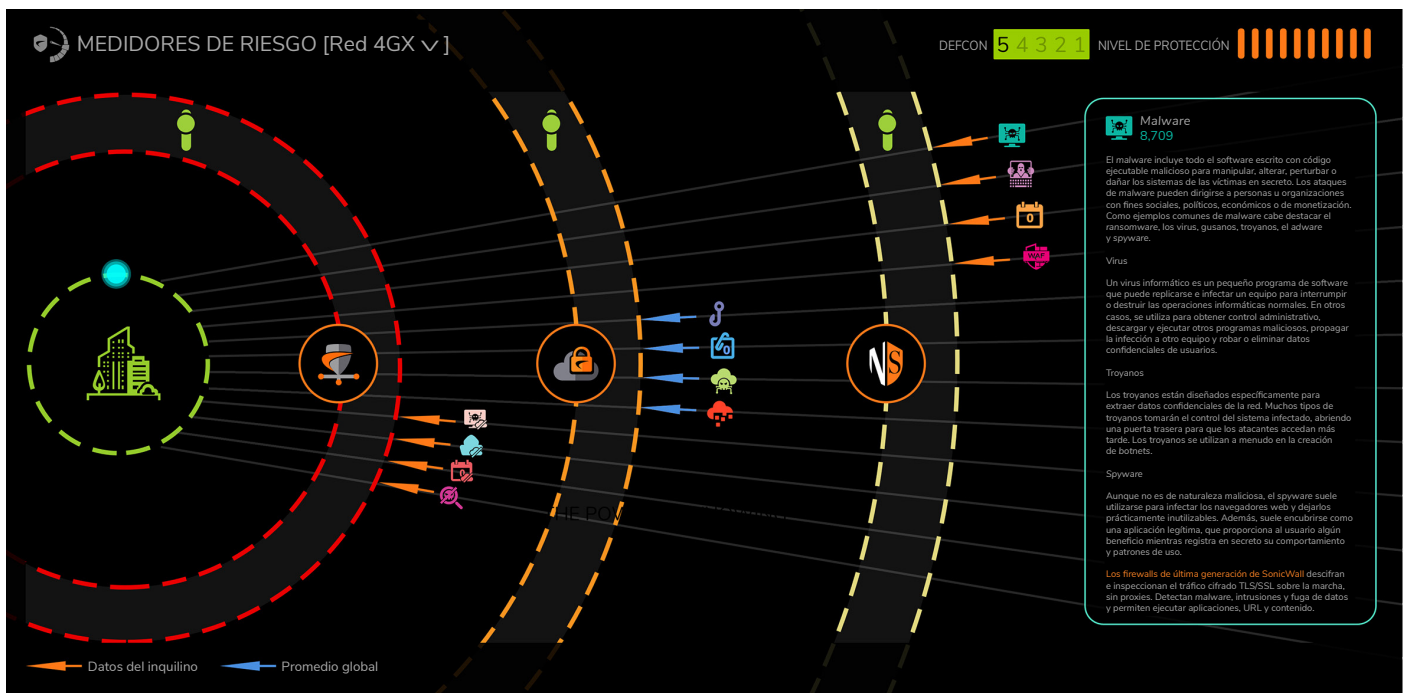 MEDIDORES DE RIESGO [Red 4GX ]
DEFCON 5 4 3 2 1 NIVEL DE PROTECCIÓN
Malware
8,709
El malware incluye todo el software escrito con código
ejecutable malicioso para manipular, alterar, perturbar o
dañar los sistemas de las víctimas en secreto. Los ataques
de malware pueden dirigirse a personas u organizaciones
con fines sociales, políticos, económicos o de monetización.
Como ejemplos comunes de malware cabe destacar el
ransomware, los virus, gusanos, troyanos, el adware
y spyware.
Virus
Un virus informático es un pequeño programa de software
que puede replicarse e infectar un equipo para interrumpir
o destruir las operaciones informáticas normales. En otros
casos, se utiliza para obtener control administrativo,
descargar y ejecutar otros programas maliciosos, propagar
la infección a otro equipo y robar o eliminar datos
confidenciales de usuarios.
Troyanos
Los troyanos están diseñados específicamente para
extraer datos confidenciales de la red. Muchos tipos de
troyanos tomarán el control del sistema infectado, abriendo
una puerta trasera para que los atacantes accedan más
tarde. Los troyanos se utilizan a menudo en la creación
de botnets.
Spyware
Aunque no es de naturaleza maliciosa, el spyware suele
utilizarse para infectar los navegadores web y dejarlos
prácticamente inutilizables. Además, suele encubrirse como
una aplicación legítima, que proporciona al usuario algún
beneficio mientras registra en secreto su comportamiento
y patrones de uso.
Los firewalls de última generación de SonicWall descifran
e inspeccionan el tráfico cifrado TLS/SSL sobre la marcha,
sin proxies. Detectan malware, intrusiones y fuga de datos
y permiten ejecutar aplicaciones, URL y contenido.
0
WAF
0
NS
0
THE
Datos del inquilino
Promedio global